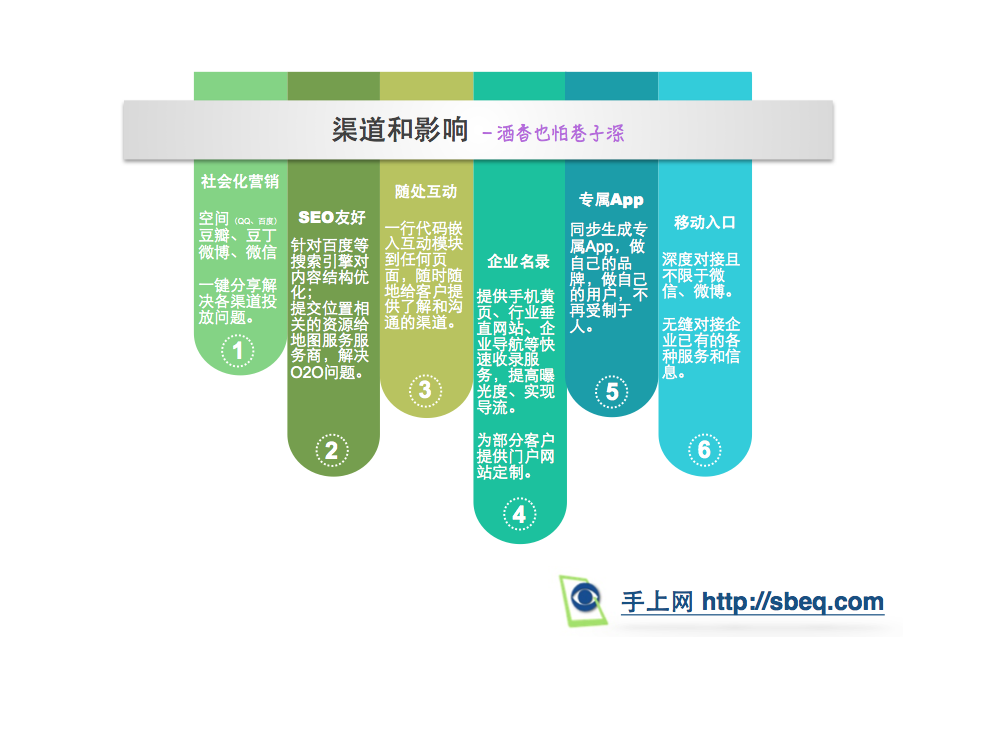 渠道和影响 －酒香也怕巷子深
社会化营销
空间（QQ、百度）
豆瓣、豆丁
微博、微信
一键分享解
决各渠道投
放问题。
1
SEO友好
针对百度等
搜索引擎对
内容结构优
化；
提交位置相
关的资源给
地图服务服
务商，解决
O2O问题。
2
随处互动
一行代码嵌
入互动模块
到任何页
面，随时随
地给客户提
供了解和沟
通的渠道。
3
企业名录
提供手机黄
页、行业垂
直网站、企
业导航等快
速收录服
务，提高曝
光度、实现
导流。
为部分客户
提供门户网
站定制。
4
专属App
同步生成专
属App，做
自己的品
牌，做自己
的用户，不
再受制于
人。
5
移动入口
深度对接且
不限于微
信、微博。
无缝对接企
业已有的各
种服务和信
息。
6
手上网 http://sbeq.com